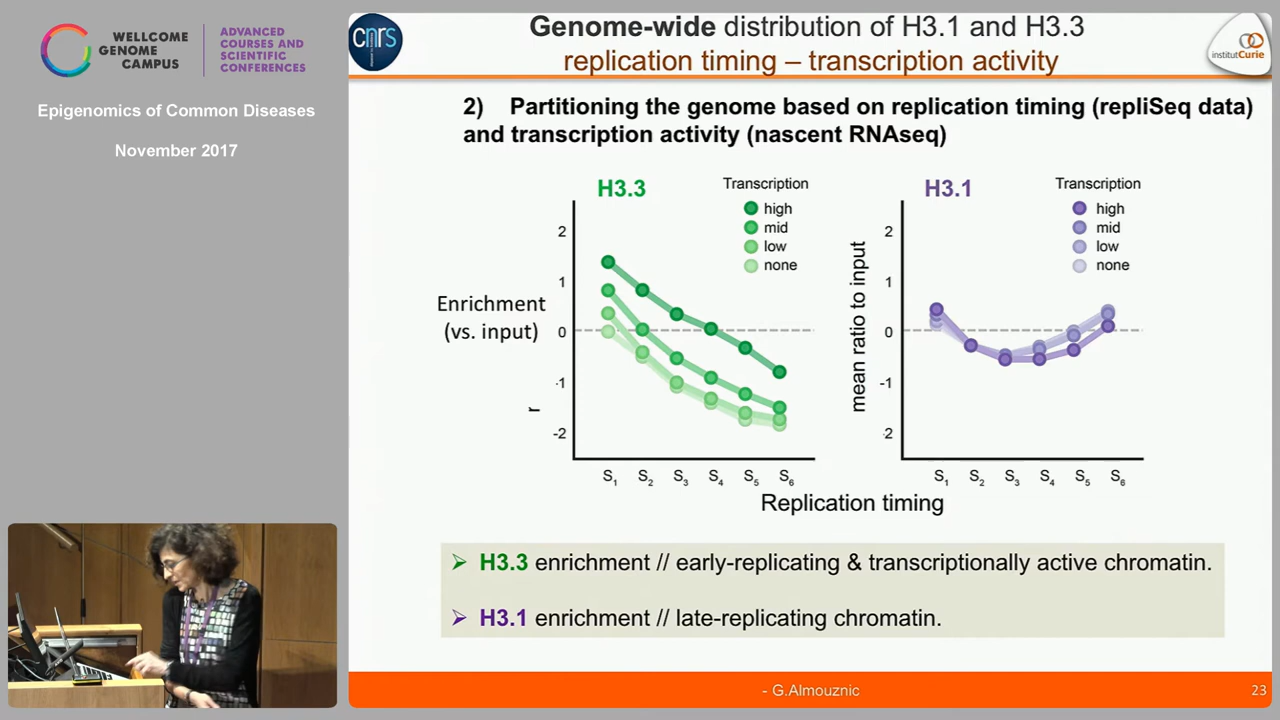 WELLCOME
GENOME
CAMPUS
ADVANCED
COURSES AND
SCIENTIFIC
CONFERENCES
Epigenomics of Common Diseases
November 2017
cnrs
Genome-wide distribution of H3.1 and H3.3
replication timing – transcription activity
institutCurie
2) Partitioning the genome based on replication timing (repliSeq data)
and transcription activity (nascent RNAseq)
H3.3
Transcription
high
mid
low
none
2
1
0
-1
-2
Enrichment
(vs. input)
r
S1 S2 S3 S4 S5 S6
H3.1
Transcription
high
mid
low
none
mean ratio to input
2
1
0
-1
-2
S1 S2 S3 S4 S5 S6
Replication timing
➢ H3.3 enrichment // early-replicating & transcriptionally active chromatin.
➢ H3.1 enrichment // late-replicating chromatin.
- G.Almouznic
23